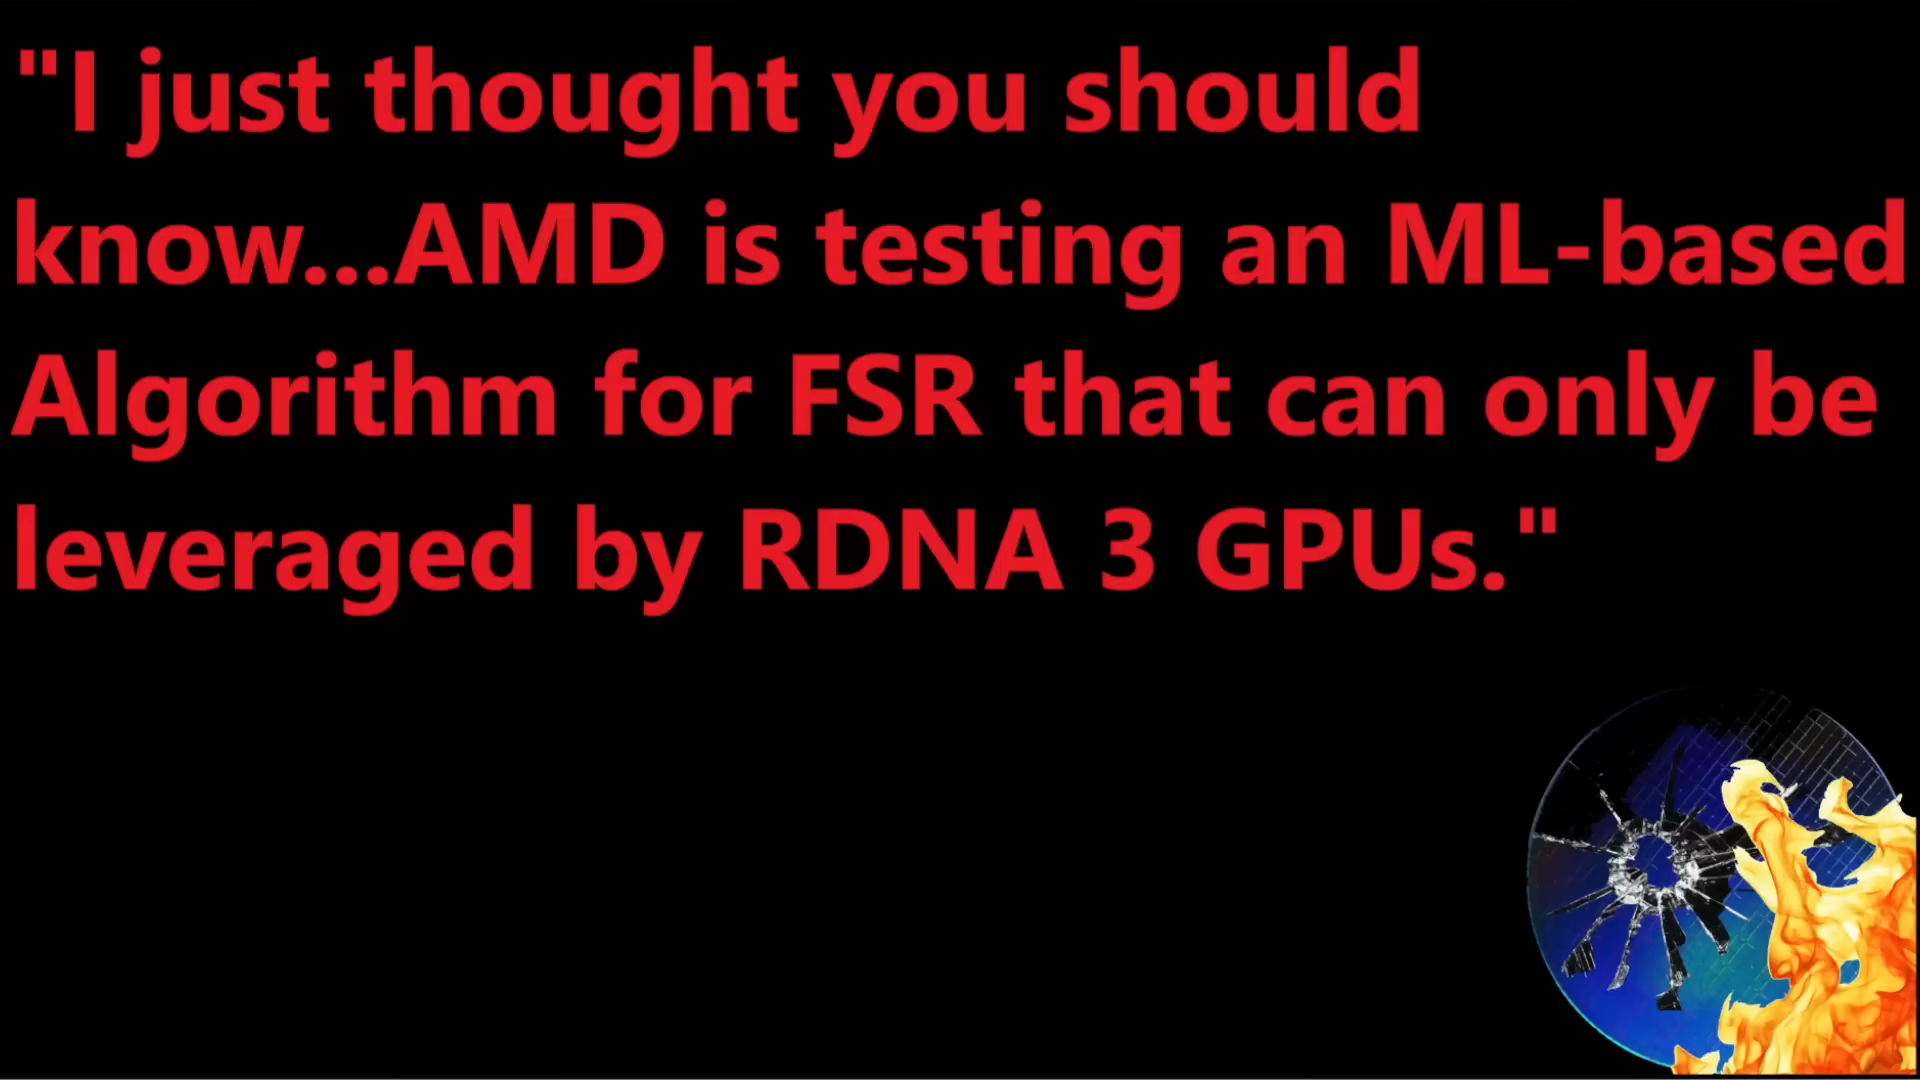 "I just thought you should
know...AMD is testing an ML-based
Algorithm for FSR that can only be
leveraged by RDNA 3 GPUs."